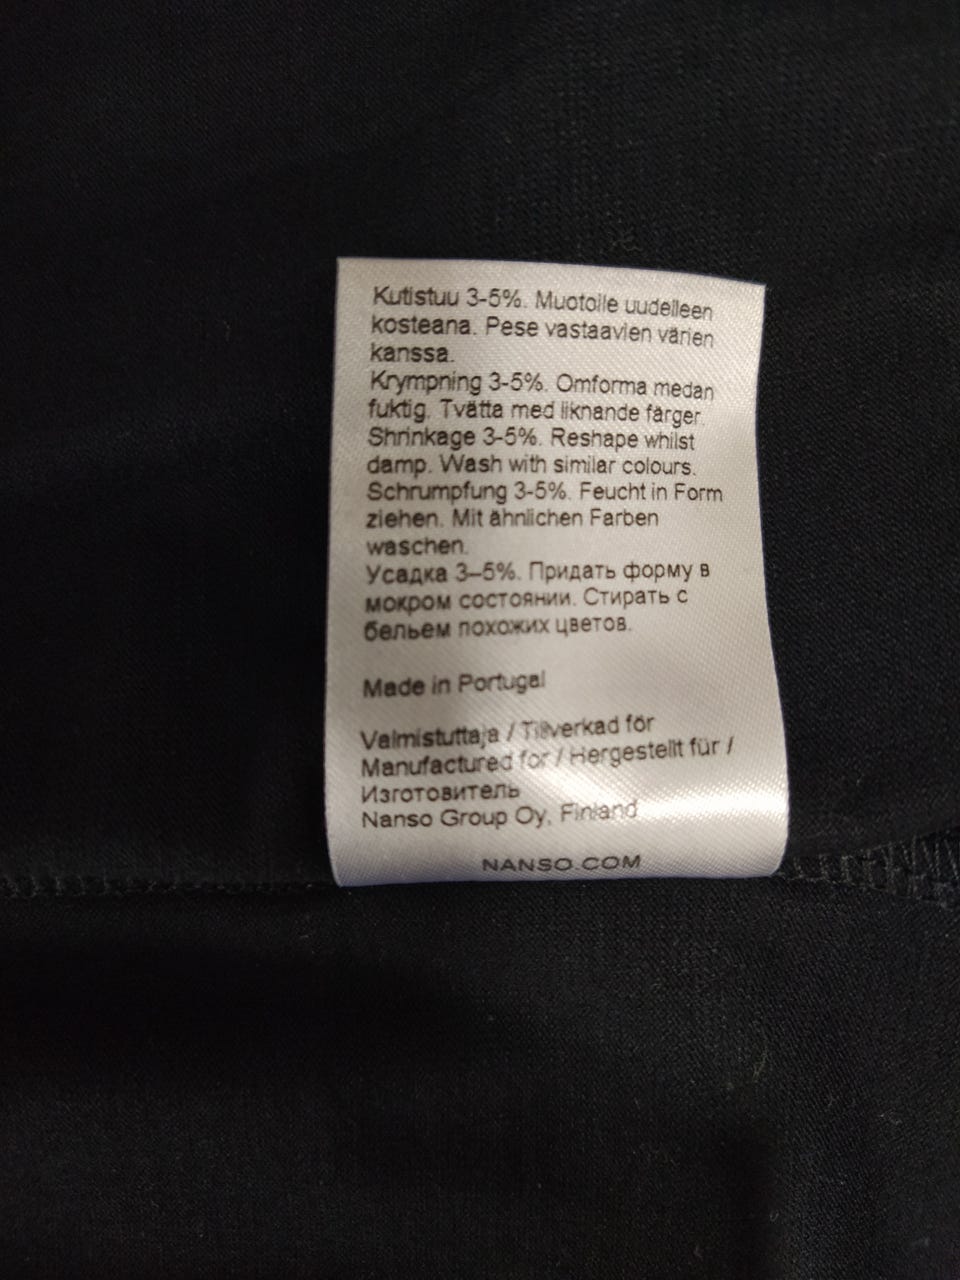 Kutistuu 3-5%. Muotoile uudelleen
kosteana. Pese vastaavien värien
kanssa.
Krympning 3-5%. Omforma medan
fuktig. Tvätta med liknande färger.
Shrinkage 3-5%. Reshape whilst
damp. Wash with similar colours.
Schrumpfung 3-5%. Feucht in Form
ziehen. Mit ähnlichen Farben
waschen.
Усадка 3–5%. Придать форму в
мокром состоянии. Стирать с
бельем похожих цветов.
Made in Portugal
Valmistuttaja / Tillverkad för
Manufactured for / Hergestellt für /
Изготовитель
Nanso Group Oy, Finland
NANSO.COM